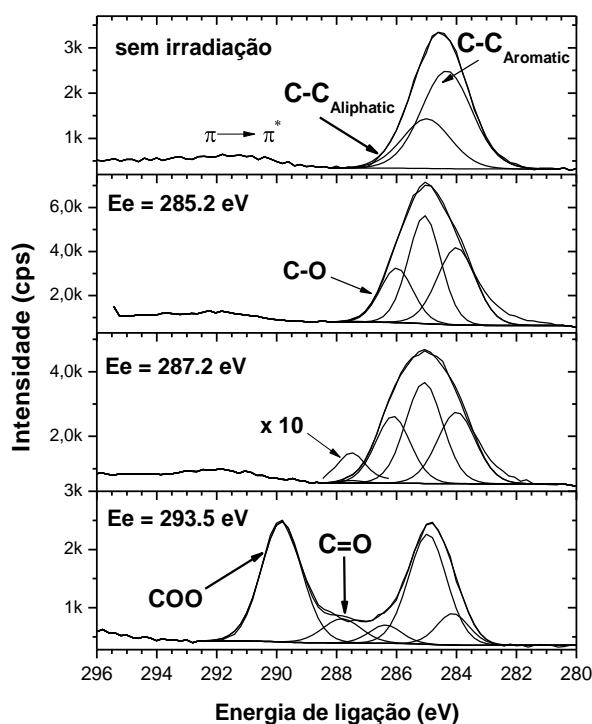 sem irradiação
C-C Aromatic
C-C Aliphatic
π → π*
3k
2k
1k
Ee = 285.2 eV
C-O
6,0k
4,0k
2,0k
Ee = 287.2 eV
x 10
4,0k
2,0k
3k
Ee = 293.5 eV
COO
C=O
2k
1k
Intensidade (cps)
296 294 292 290 288 286 284 282 280
Energia de ligação (eV)